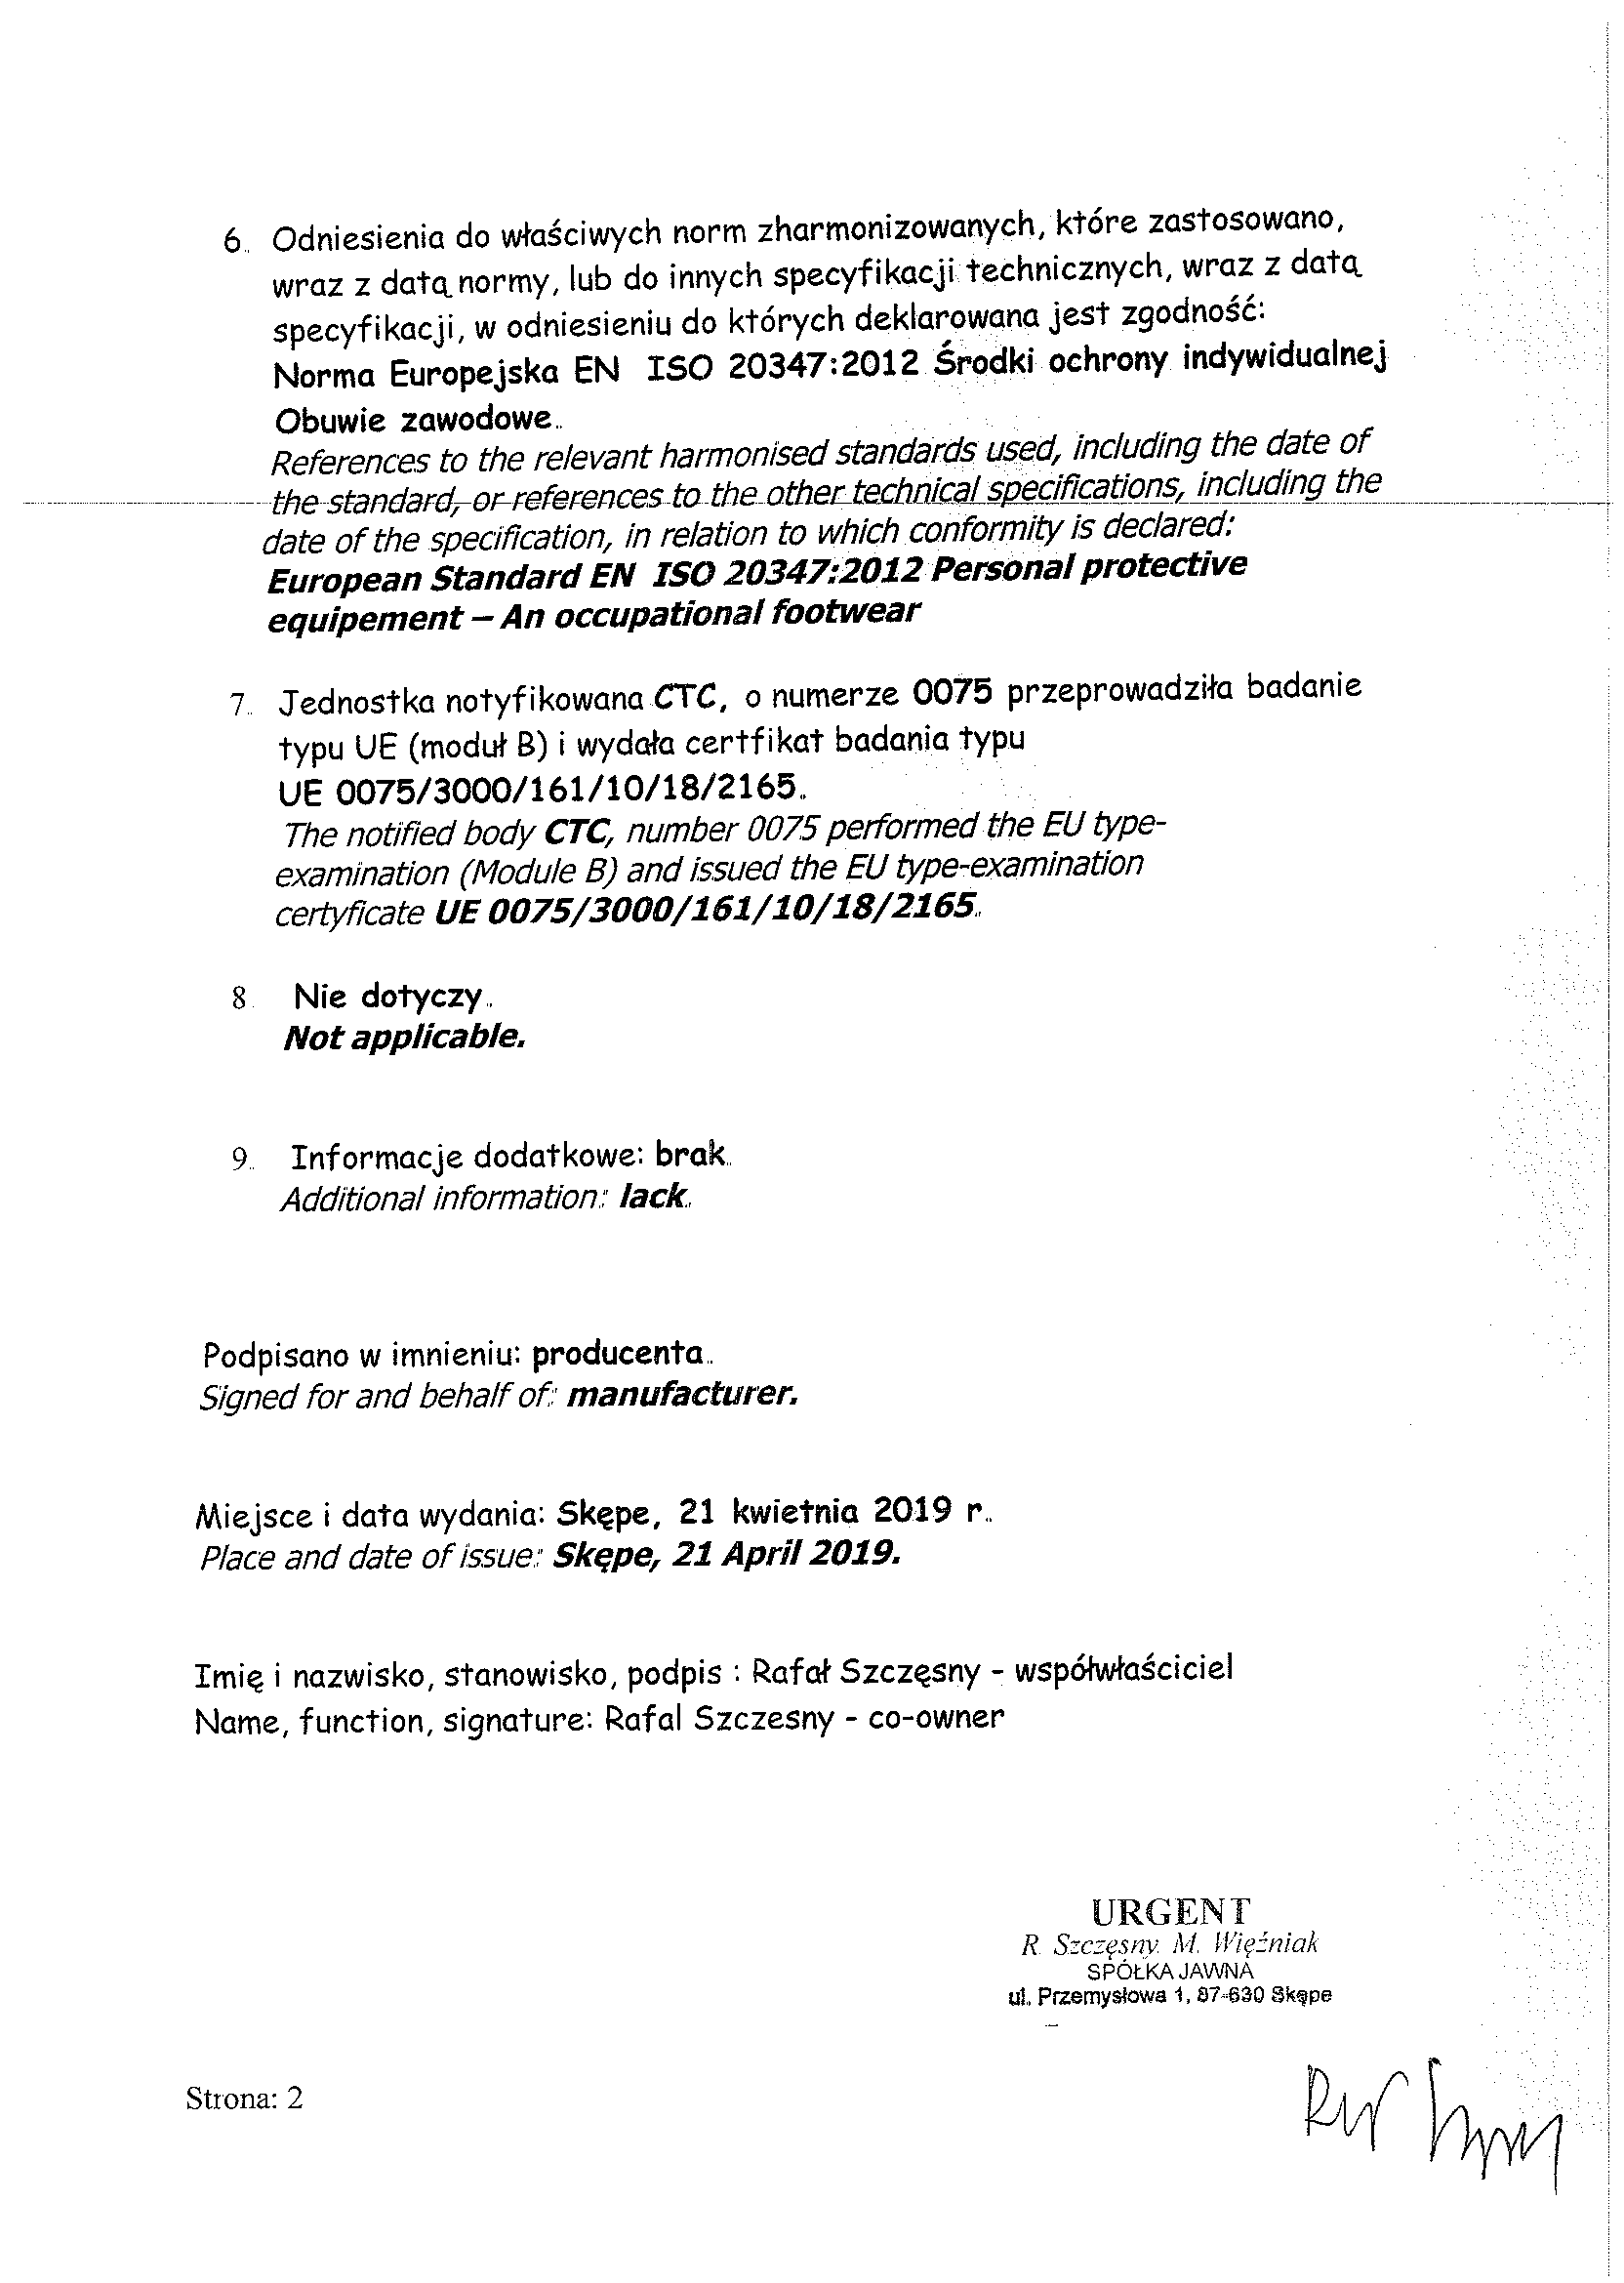 6. Odniesienia do właściwych norm zharmonizowanych, które zastosowano,
wraz z datą normy, lub do innych specyfikacji technicznych, wraz z datą
specyfikacji, w odniesieniu do których deklarowana jest zgodność:
Norma Europejska EN ISO 20347:2012 Środki ochrony indywidualnej
Obuwie zawodowe.
References to the relevant harmonised standards used, including the date of
the standard, or references to the other technical specifications, including the
date of the specification, in relation to which conformity is declared:
European Standard EN ISO 20347:2012 Personal protective
equipement – An occupational footwear
7. Jednostka notyfikowana CTC, o numerze 0075 przeprowadziła badanie
typu UE (moduł B) i wydała certfikat badania typu
UE 0075/3000/161/10/18/2165.
The notified body CTC, number 0075 performed the EU type-
examination (Module B) and issued the EU type-examination
certyficate UE 0075/3000/161/10/18/2165.
8. Nie dotyczy.
Not applicable.
9. Informacje dodatkowe: brak.
Additional information: lack.
Podpisano w imnieniu: producenta.
Signed for and behalf of: manufacturer.
Miejsce i data wydania: Skępe, 21 kwietnia 2019 r.
Place and date of issue: Skępe, 21 April 2019.
Imię i nazwisko, stanowisko, podpis : Rafał Szczęsny - współwłaściciel
Name, function, signature: Rafal Szczesny - co-owner
URGENT
R. Szczęsny. M. Więźniak
SPÓŁKA JAWNA
ul. Przemysłowa 1, 87-630 Skępe
Strona: 2